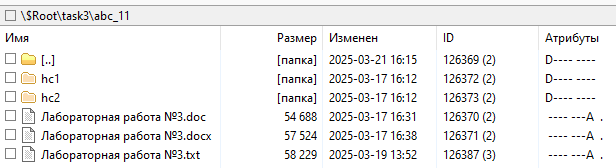 \$Root\task3\abc_11
Имя Размер Изменен ID Атрибуты
[..] [папка] 2025-03-21 16:15 126369 (2) D---- ----
hc1 [папка] 2025-03-17 16:12 126372 (2) D---- ----
hc2 [папка] 2025-03-17 16:12 126373 (2) D---- ----
Лабораторная работа №3.doc 54 688 2025-03-17 16:31 126370 (2) ---- ---A .
Лабораторная работа №3.docx 57 524 2025-03-17 16:38 126371 (2) ---- ---A .
Лабораторная работа №3.txt 58 229 2025-03-19 13:52 126387 (3) ---- ---A .